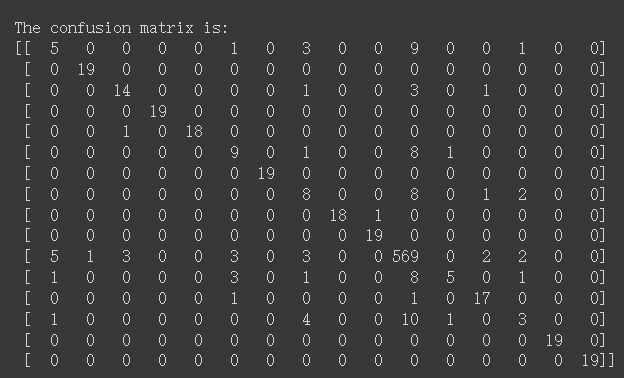 The confusion matrix is:
[[ 5 0 0 0 0 1 0 3 0 0 9 0 0 1 0 0]
[ 0 19 0 0 0 0 0 0 0 0 0 0 0 0 0 0]
[ 0 0 14 0 0 0 0 1 0 0 3 0 1 0 0 0]
[ 0 0 0 19 0 0 0 0 0 0 0 0 0 0 0 0]
[ 0 0 1 0 18 0 0 0 0 0 0 0 0 0 0 0]
[ 0 0 0 0 0 9 0 1 0 0 8 1 0 0 0 0]
[ 0 0 0 0 0 0 19 0 0 0 0 0 0 0 0 0]
[ 0 0 0 0 0 0 0 8 0 0 8 0 1 2 0 0]
[ 0 0 0 0 0 0 0 0 18 1 0 0 0 0 0 0]
[ 0 0 0 0 0 0 0 0 0 19 0 0 0 0 0 0]
[ 5 1 3 0 0 3 0 3 0 0 569 0 2 2 0 0]
[ 1 0 0 0 0 3 0 1 0 0 8 5 0 1 0 0]
[ 0 0 0 0 0 1 0 0 0 0 1 0 17 0 0 0]
[ 1 0 0 0 0 0 0 4 0 0 10 1 0 3 0 0]
[ 0 0 0 0 0 0 0 0 0 0 0 0 0 0 19 0]
[ 0 0 0 0 0 0 0 0 0 0 0 0 0 0 0 19]]